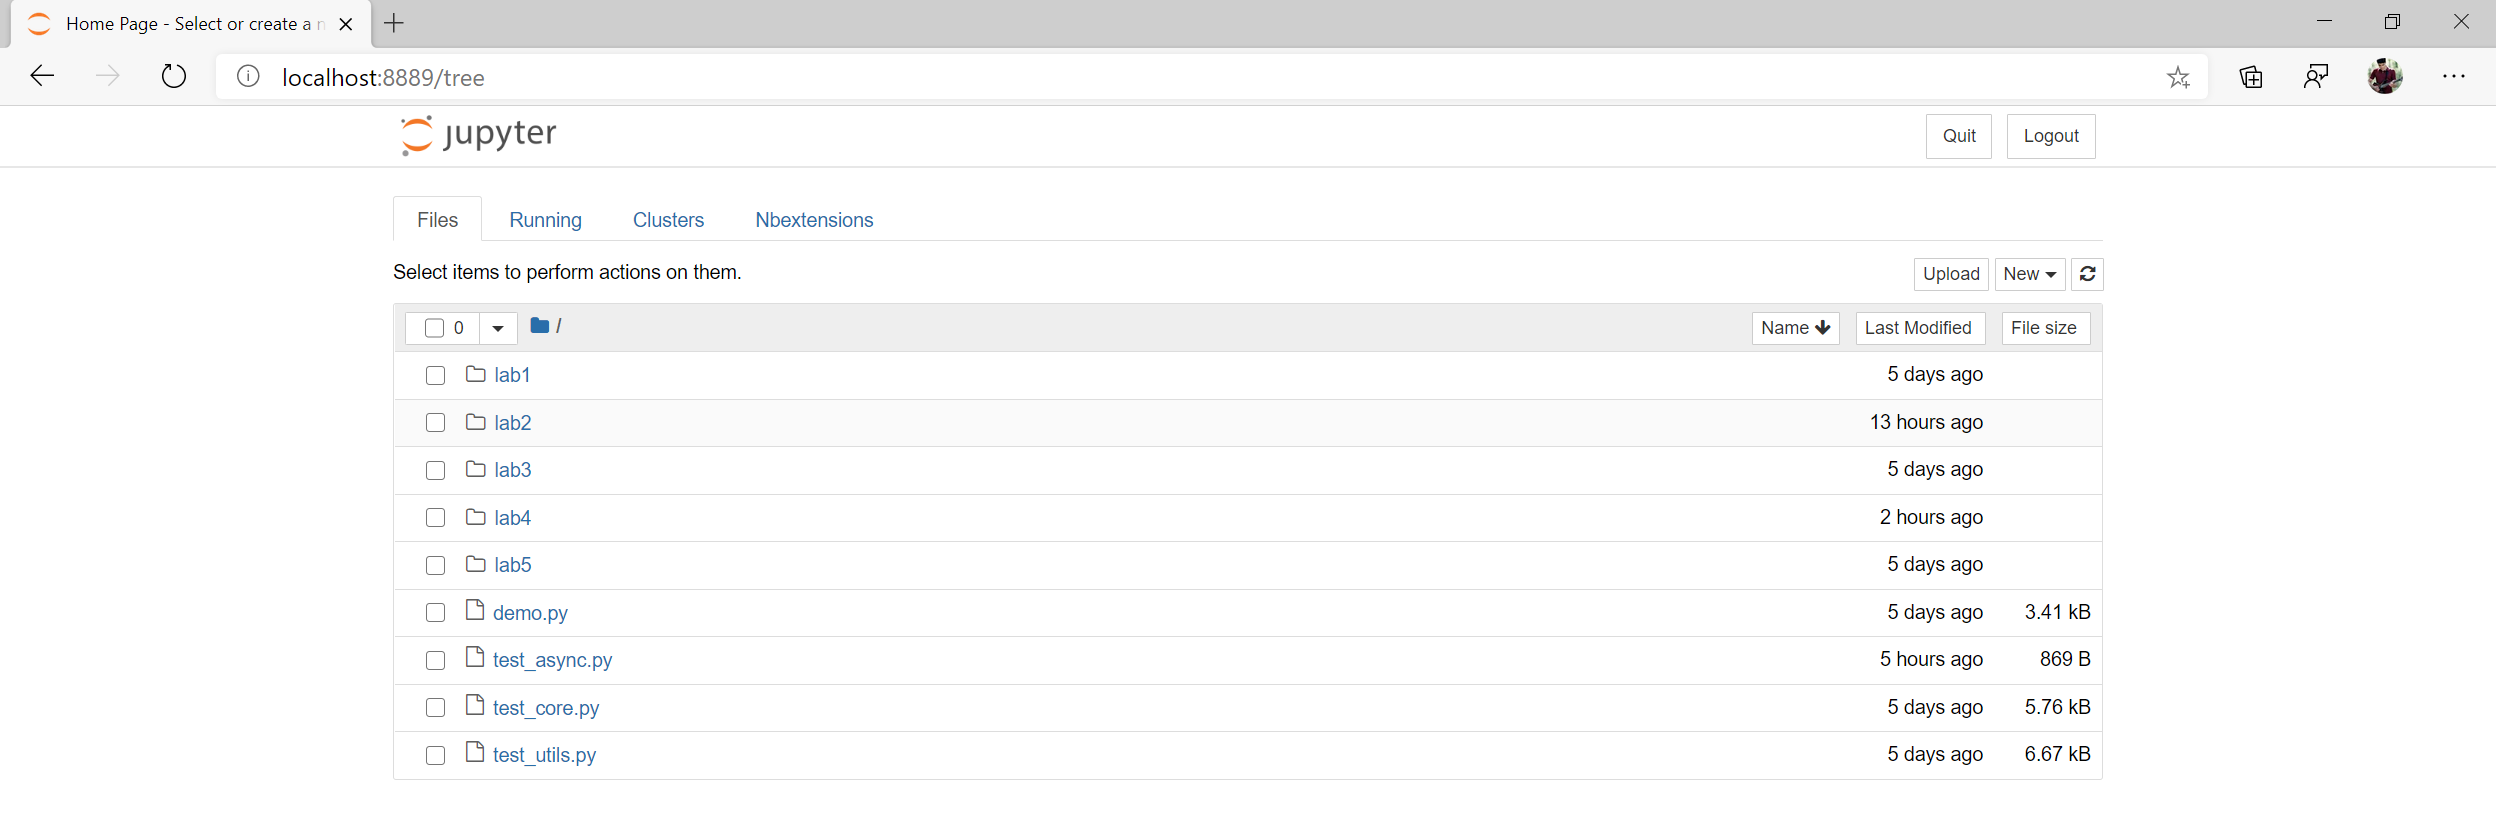 Home Page - Select or create a n
localhost:8889/tree
jupyter
Quit Logout
Files Running Clusters Nbextensions
Select items to perform actions on them.
Upload New
0 / Name Last Modified File size
lab1 5 days ago
lab2 13 hours ago
lab3 5 days ago
lab4 2 hours ago
lab5 5 days ago
demo.py 5 days ago 3.41 kB
test_async.py 5 hours ago 869 B
test_core.py 5 days ago 5.76 kB
test_utils.py 5 days ago 6.67 kB